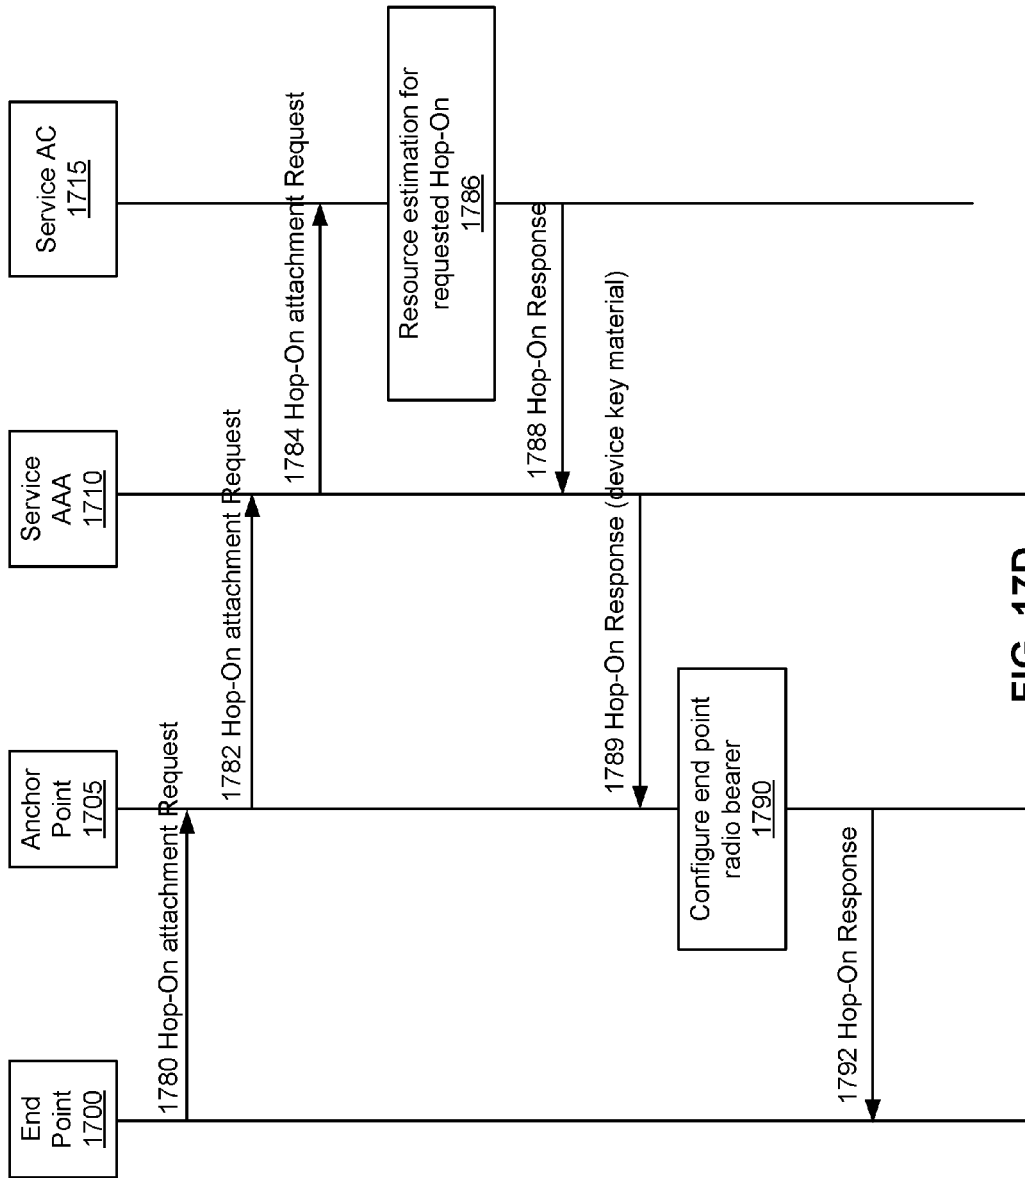 End
Point
1700
Anchor
Point
1705
Service
AAA
1710
Service AC
1715
1780 Hop-On attachment Request
1782 Hop-On attachment Request
1784 Hop-On attachment Request
Resource estimation for
requested Hop-On
1786
1788 Hop-On Response
1789 Hop-On Response (device key material)
Configure end point
radio bearer
1790
1792 Hop-On Response
FIG. 17D